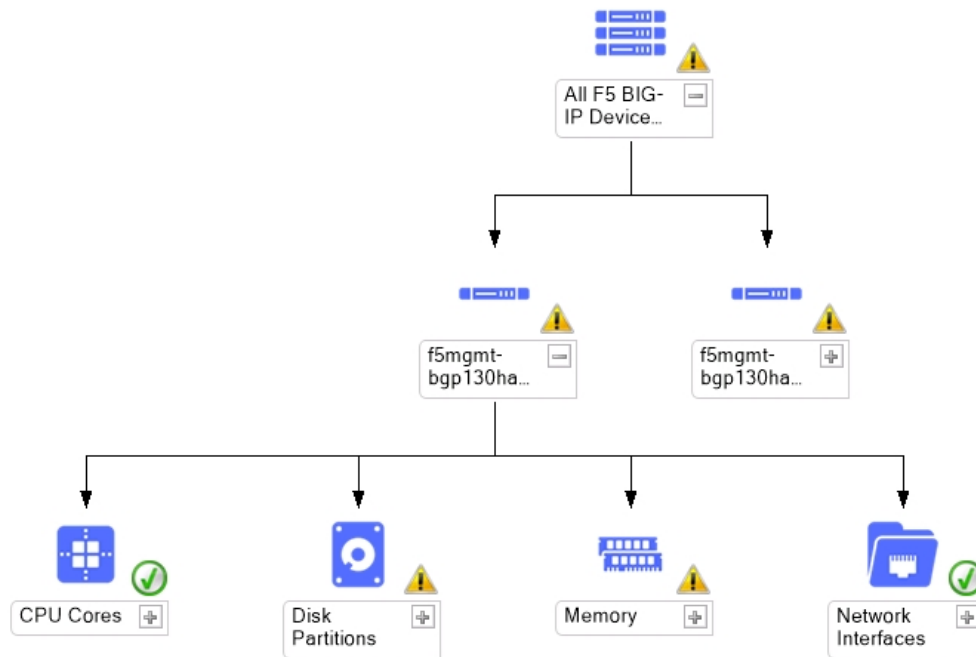 All F5 BIG-
IP Device...
f5mgmt-
bgp130ha...
f5mgmt-
bgp130ha...
CPU Cores
Disk
Partitions
Memory
Network
Interfaces